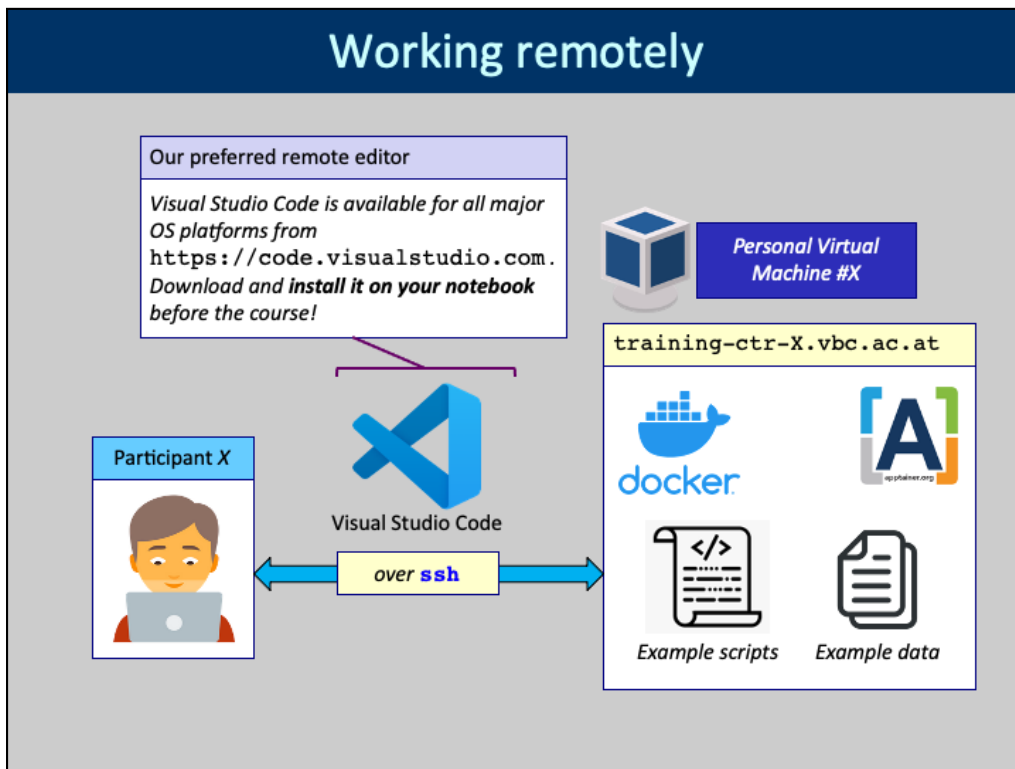 Working remotely
Our preferred remote editor
Visual Studio Code is available for all major
OS platforms from
https://code.visualstudio.com.
Download and install it on your notebook
before the course!
Personal Virtual
Machine #X
training-ctr-X.vbc.ac.at
docker
A
apptainer.org
Participant X
Visual Studio Code
over ssh
</>
Example scripts
Example data